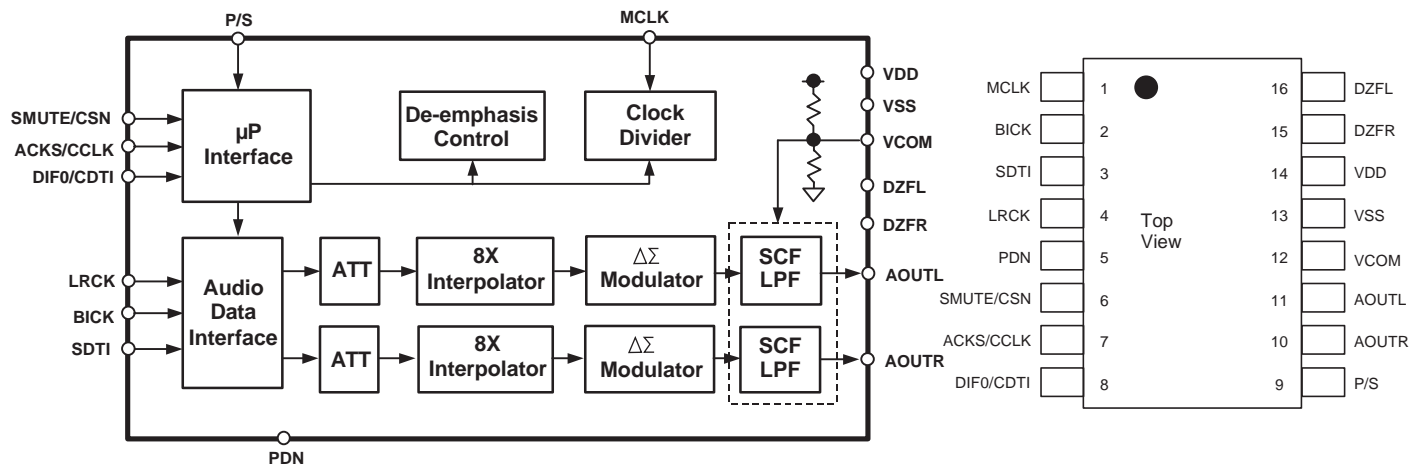 P/S
MCLK
VDD
VSS
VCOM
DZFL
DZFR
SMUTE/CSN
ACKS/CCLK
DIF0/CDTI
µP
Interface
De-emphasis
Control
Clock
Divider
LRCK
BICK
SDTI
Audio
Data
Interface
ATT
8X
Interpolator
ΔΣ
Modulator
SCF
LPF
AOUTL
ATT
8X
Interpolator
ΔΣ
Modulator
SCF
LPF
AOUTR
PDN
MCLK 1 16 DZFL
BICK 2 15 DZFR
SDTI 3 14 VDD
LRCK 4 13 VSS
Top
View
PDN 5 12 VCOM
SMUTE/CSN 6 11 AOUTL
ACKS/CCLK 7 10 AOUTR
DIF0/CDTI 8 9 P/S